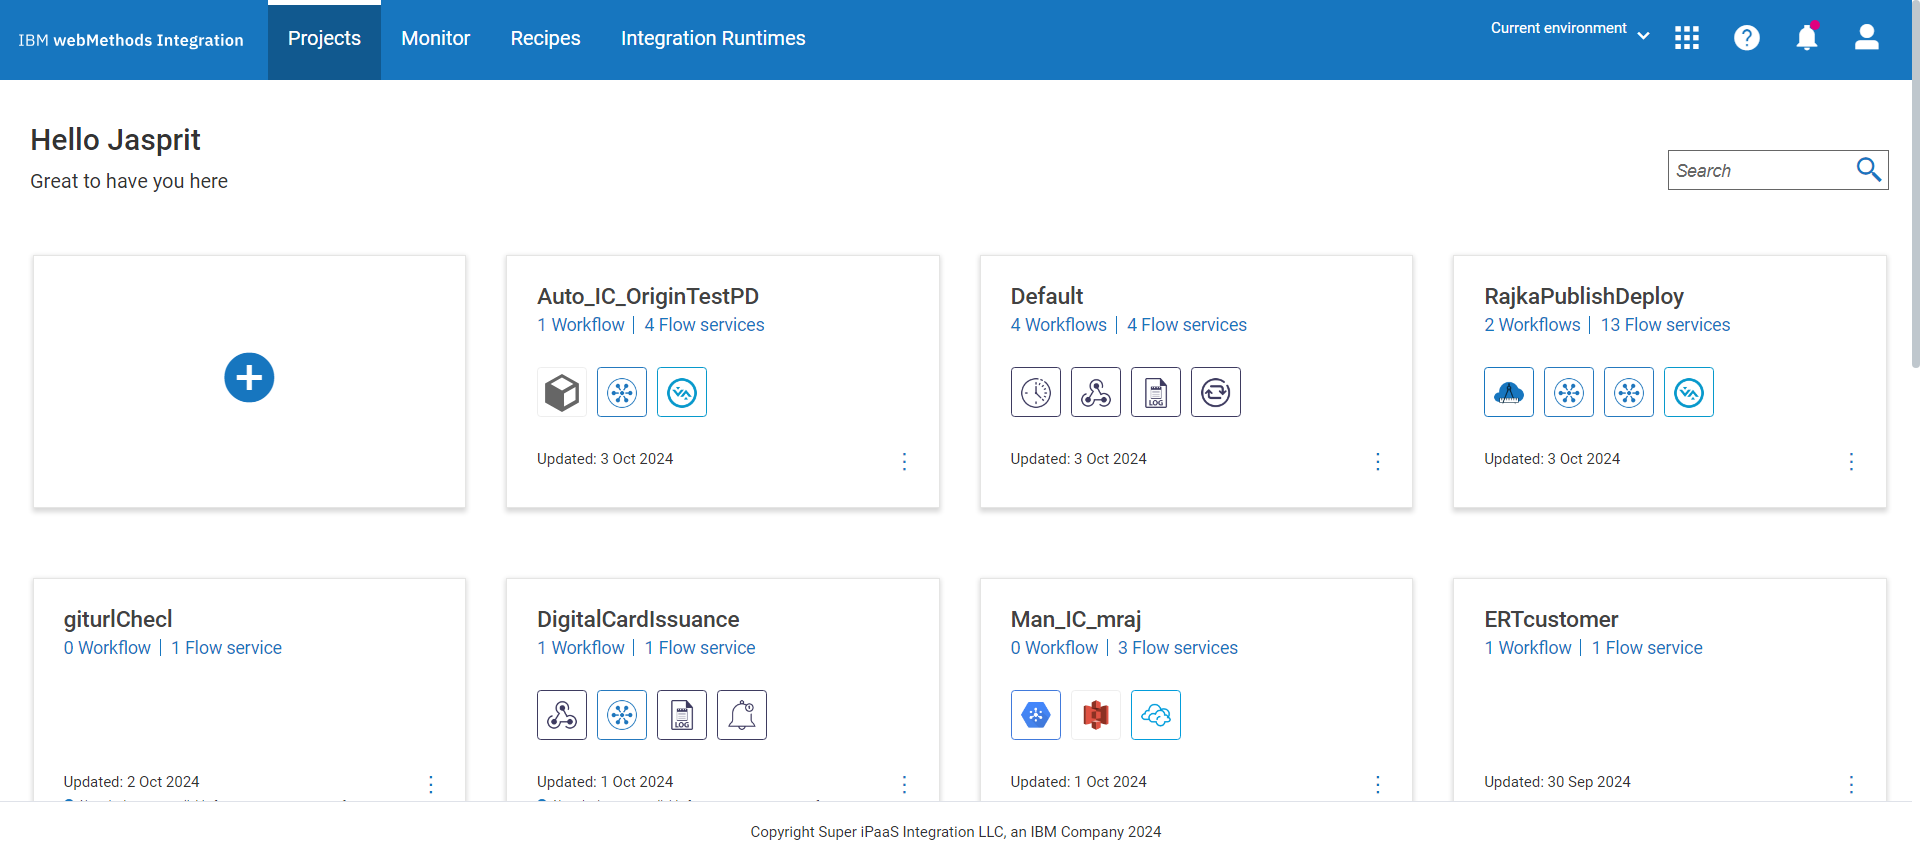 IBM webMethods Integration
Projects
Monitor
Recipes
Integration Runtimes
Current environment
Hello Jasprit
Great to have you here
Search
Auto_IC_OriginTestPD
1 Workflow | 4 Flow services
Updated: 3 Oct 2024
Default
4 Workflows | 4 Flow services
LOG
Updated: 3 Oct 2024
RajkaPublishDeploy
2 Workflows | 13 Flow services
Updated: 3 Oct 2024
giturlChecl
0 Workflow | 1 Flow service
Updated: 2 Oct 2024
DigitalCardIssuance
1 Workflow | 1 Flow service
LOG
Updated: 1 Oct 2024
Man_IC_mraj
0 Workflow | 3 Flow services
Updated: 1 Oct 2024
ERTcustomer
1 Workflow | 1 Flow service
Updated: 30 Sep 2024
Copyright Super iPaaS Integration LLC, an IBM Company 2024